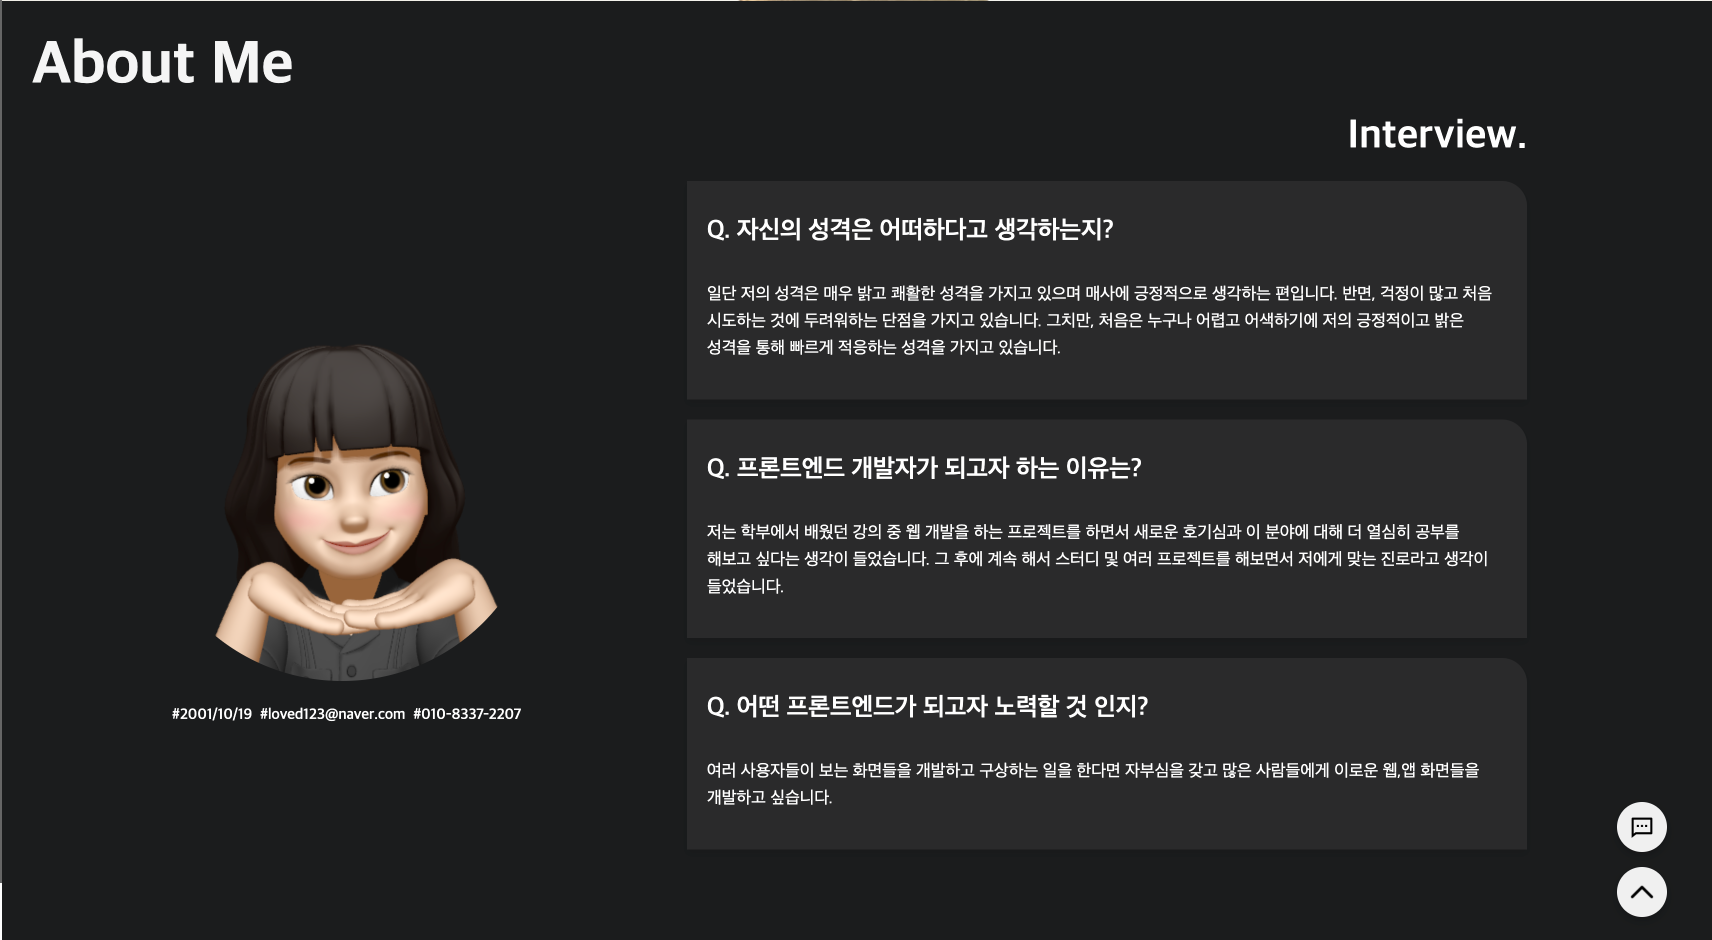 About Me
Interview.
Q. 자신의 성격은 어떠하다고 생각하는지?
일단 저의 성격은 매우 밝고 쾌활한 성격을 가지고 있으며 매사에 긍정적으로 생각하는 편입니다. 반면, 걱정이 많고 처음
시도하는 것에 두려워하는 단점을 가지고 있습니다. 그치만, 처음은 누구나 어렵고 어색하기에 저의 긍정적이고 밝은
성격을 통해 빠르게 적응하는 성격을 가지고 있습니다.
Q. 프론트엔드 개발자가 되고자 하는 이유는?
저는 학부에서 배웠던 강의 중 웹 개발을 하는 프로젝트를 하면서 새로운 호기심과 이 분야에 대해 더 열심히 공부를
해보고 싶다는 생각이 들었습니다. 그 후에 계속 해서 스터디 및 여러 프로젝트를 해보면서 저에게 맞는 진로라고 생각이
들었습니다.
Q. 어떤 프론트엔드가 되고자 노력할 것 인지?
여러 사용자들이 보는 화면들을 개발하고 구상하는 일을 한다면 자부심을 갖고 많은 사람들에게 이로운 웹,앱 화면들을
개발하고 싶습니다.
#2001/10/19 #loved123@naver.com #010-8337-2207